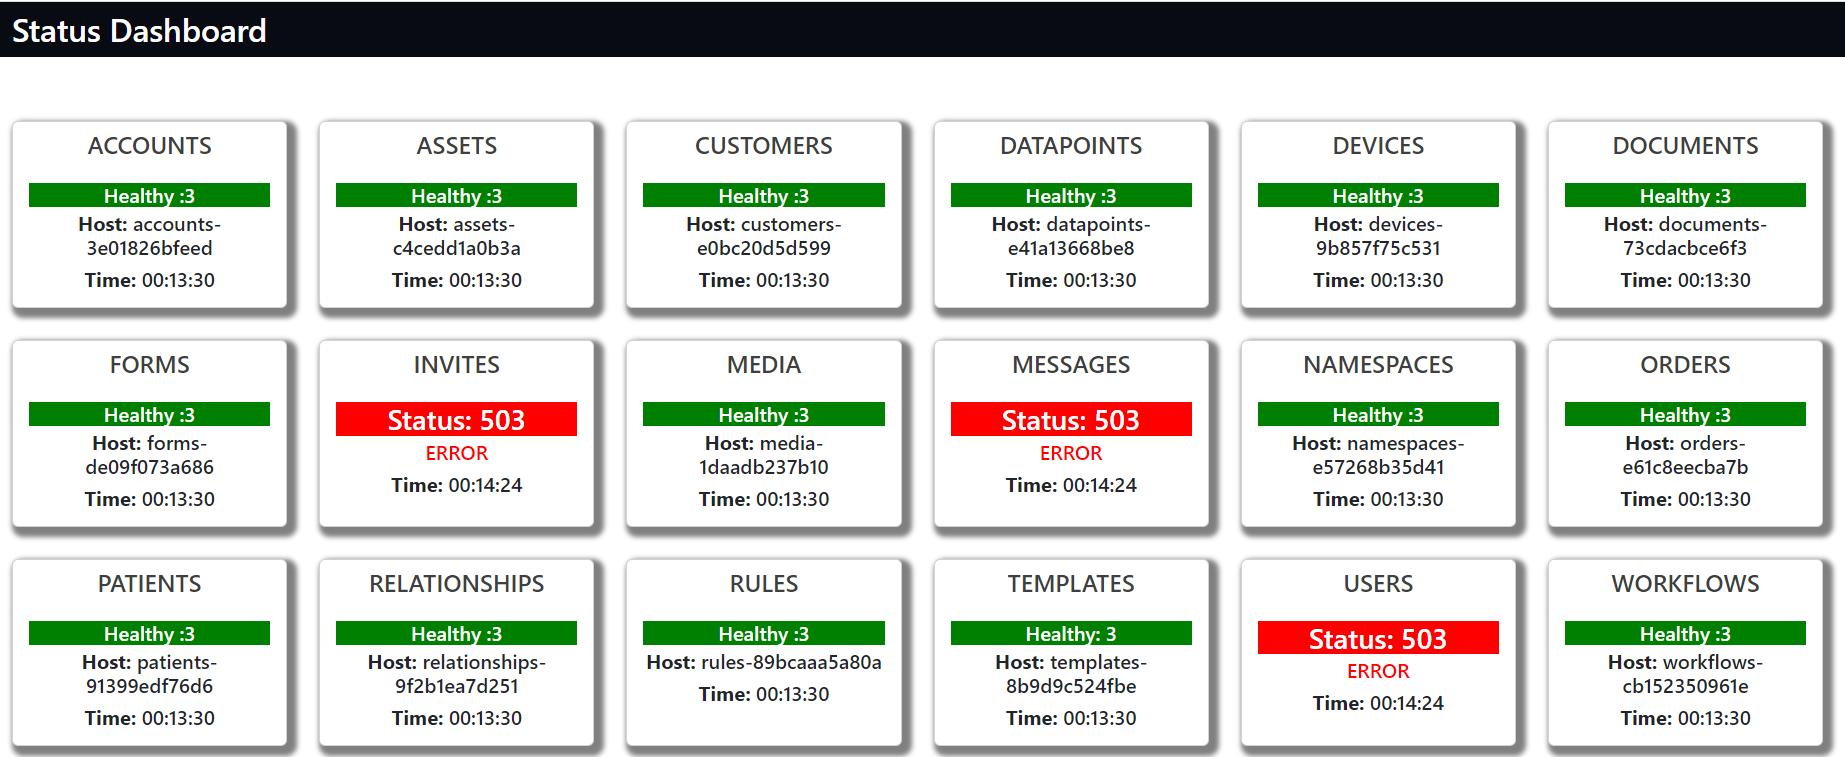 Status Dashboard
ACCOUNTS
Healthy :3
Host: accounts-
3e01826bfeed
Time: 00:13:30
ASSETS
Healthy :3
Host: assets-
c4cedd1a0b3a
Time: 00:13:30
CUSTOMERS
Healthy :3
Host: customers-
e0bc20d5d599
Time: 00:13:30
DATAPOINTS
Healthy :3
Host: datapoints-
e41a13668be8
Time: 00:13:30
DEVICES
Healthy :3
Host: devices-
9b857f75c531
Time: 00:13:30
DOCUMENTS
Healthy :3
Host: documents-
73cdacbce6f3
Time: 00:13:30
FORMS
Healthy :3
Host: forms-
de09f073a686
Time: 00:13:30
INVITES
Status: 503
ERROR
Time: 00:14:24
MEDIA
Healthy :3
Host: media-
1daadb237b10
Time: 00:13:30
MESSAGES
Status: 503
ERROR
Time: 00:14:24
NAMESPACES
Healthy :3
Host: namespaces-
e57268b35d41
Time: 00:13:30
ORDERS
Healthy :3
Host: orders-
e61c8eecba7b
Time: 00:13:30
PATIENTS
Healthy :3
Host: patients-
91399edf76d6
Time: 00:13:30
RELATIONSHIPS
Healthy :3
Host: relationships-
9f2b1ea7d251
Time: 00:13:30
RULES
Healthy :3
Host: rules-89bcaaa5a80a
Time: 00:13:30
TEMPLATES
Healthy: 3
Host: templates-
8b9d9c524fbe
Time: 00:13:30
USERS
Status: 503
ERROR
Time: 00:14:24
WORKFLOWS
Healthy :3
Host: workflows-
cb152350961e
Time: 00:13:30